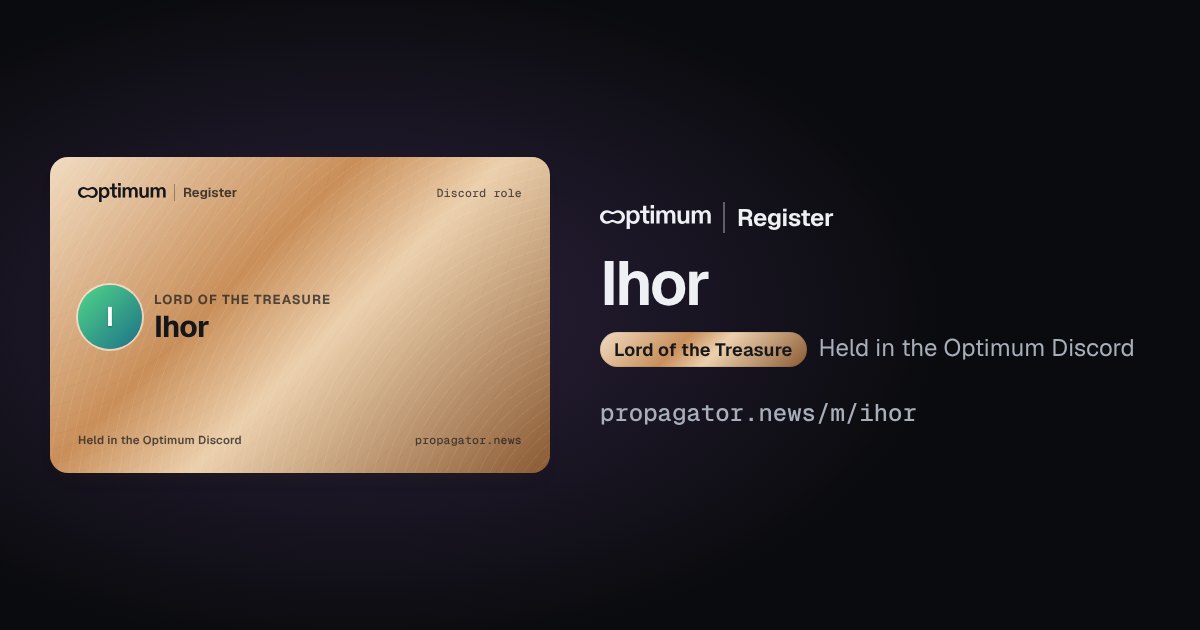 optimum | Register
Discord role
I
LORD OF THE TREASURE
Ihor
Held in the Optimum Discord
propagator.news
optimum | Register
Ihor
Lord of the Treasure
Held in the Optimum Discord
propagator.news/m/ihor